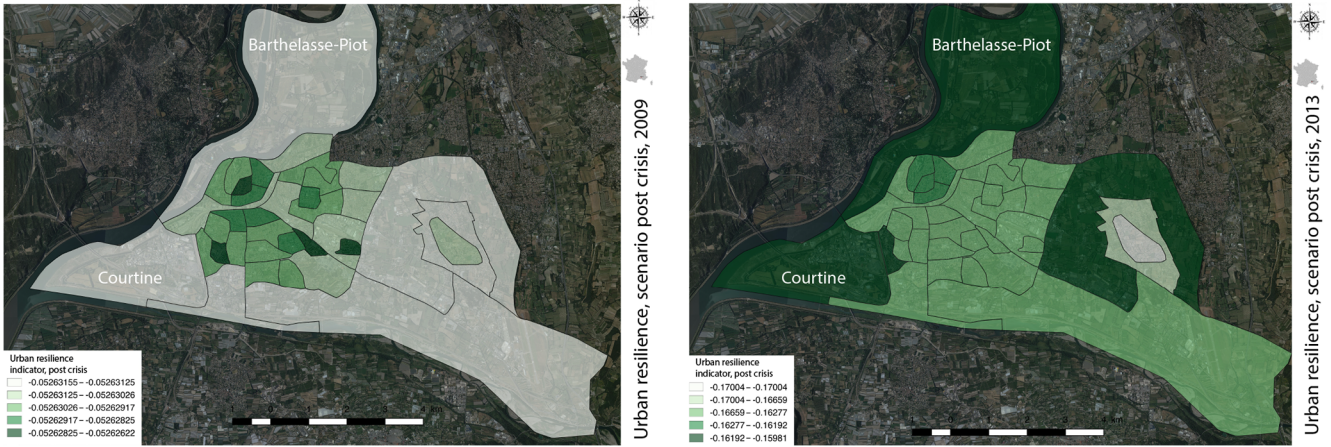 Barthelasse-Piot
Courtine
Urban resilience
indicator, post crisis
-0.05263155 – -0.05263125
-0.05263125 – -0.05263026
-0.05263026 – -0.05262917
-0.05262917 – -0.05262825
-0.05262825 – -0.05262622
Urban resilience, scenario post crisis, 2009
Barthelasse-Piot
Courtine
Urban resilience
indicator, post crisis
-0.17004 – -0.17004
-0.17004 – -0.16659
-0.16659 – -0.16277
-0.16277 – -0.16192
-0.16192 – -0.15981
Urban resilience, scenario post crisis, 2013